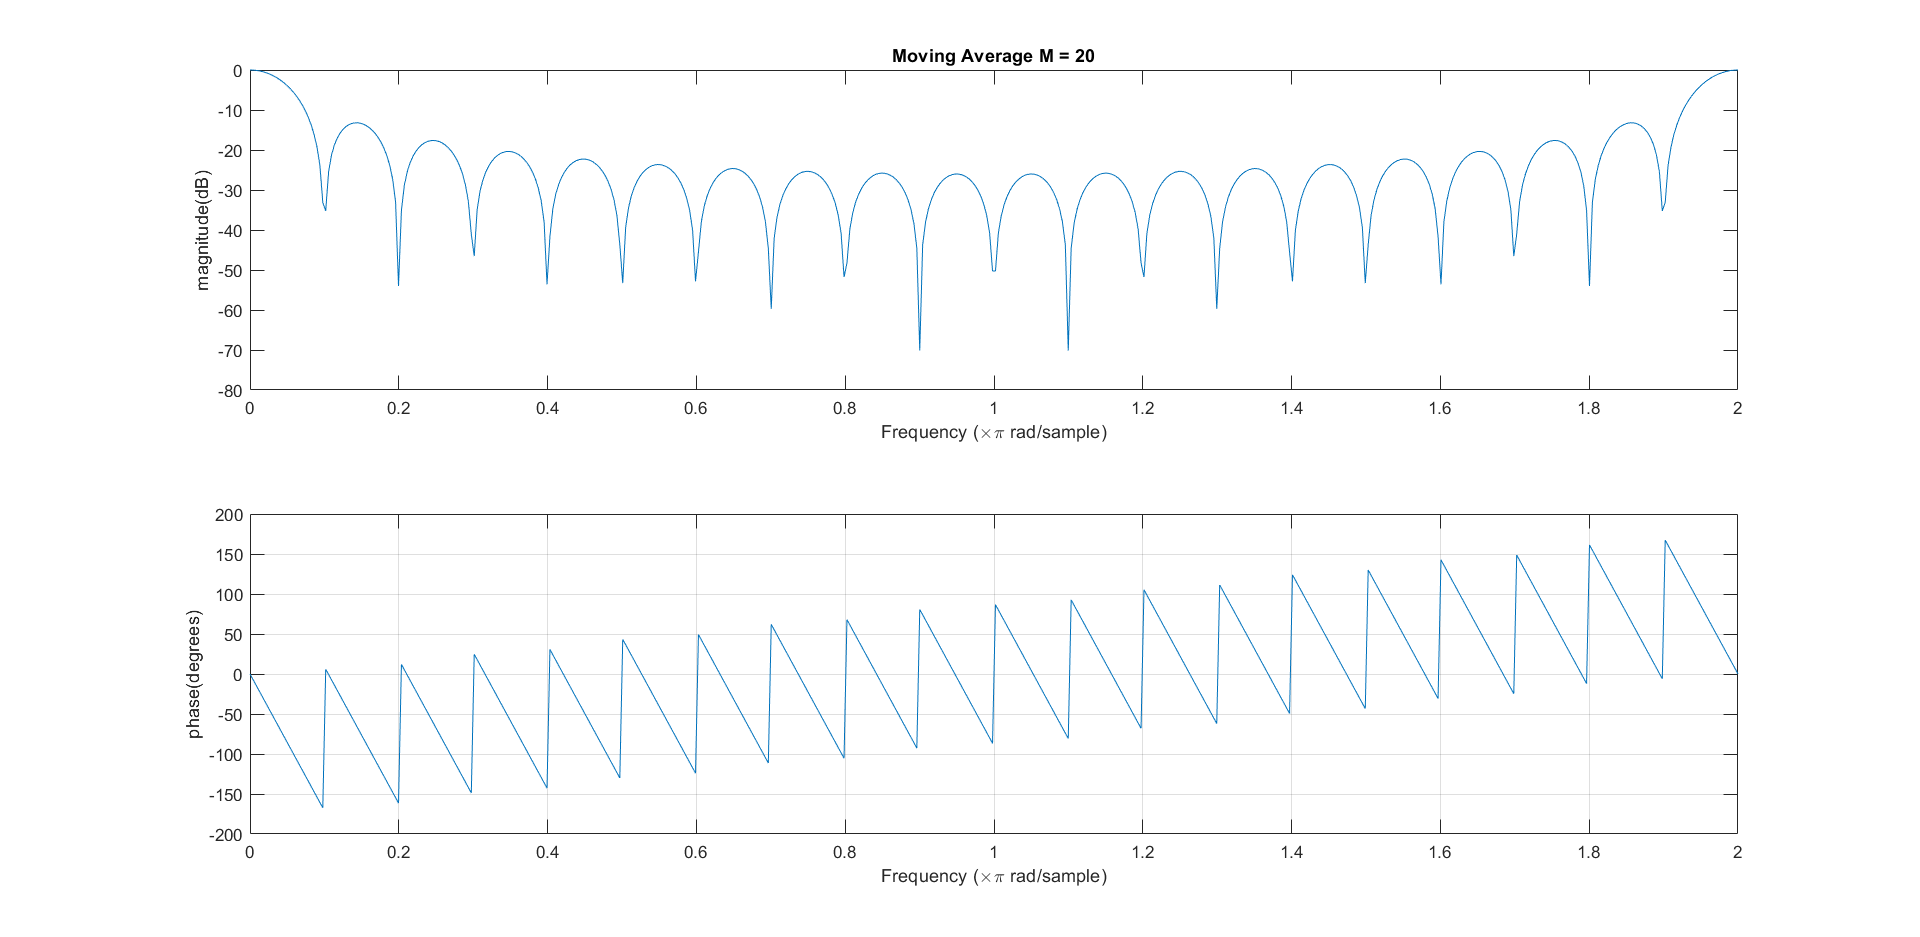 Moving Average M = 20
magnitude(dB)
0
-10
-20
-30
-40
-50
-60
-70
-80
0 0.2 0.4 0.6 0.8 1 1.2 1.4 1.6 1.8 2
Frequency (×π rad/sample)
phase(degrees)
200
150
100
50
0
-50
-100
-150
-200
0 0.2 0.4 0.6 0.8 1 1.2 1.4 1.6 1.8 2
Frequency (×π rad/sample)